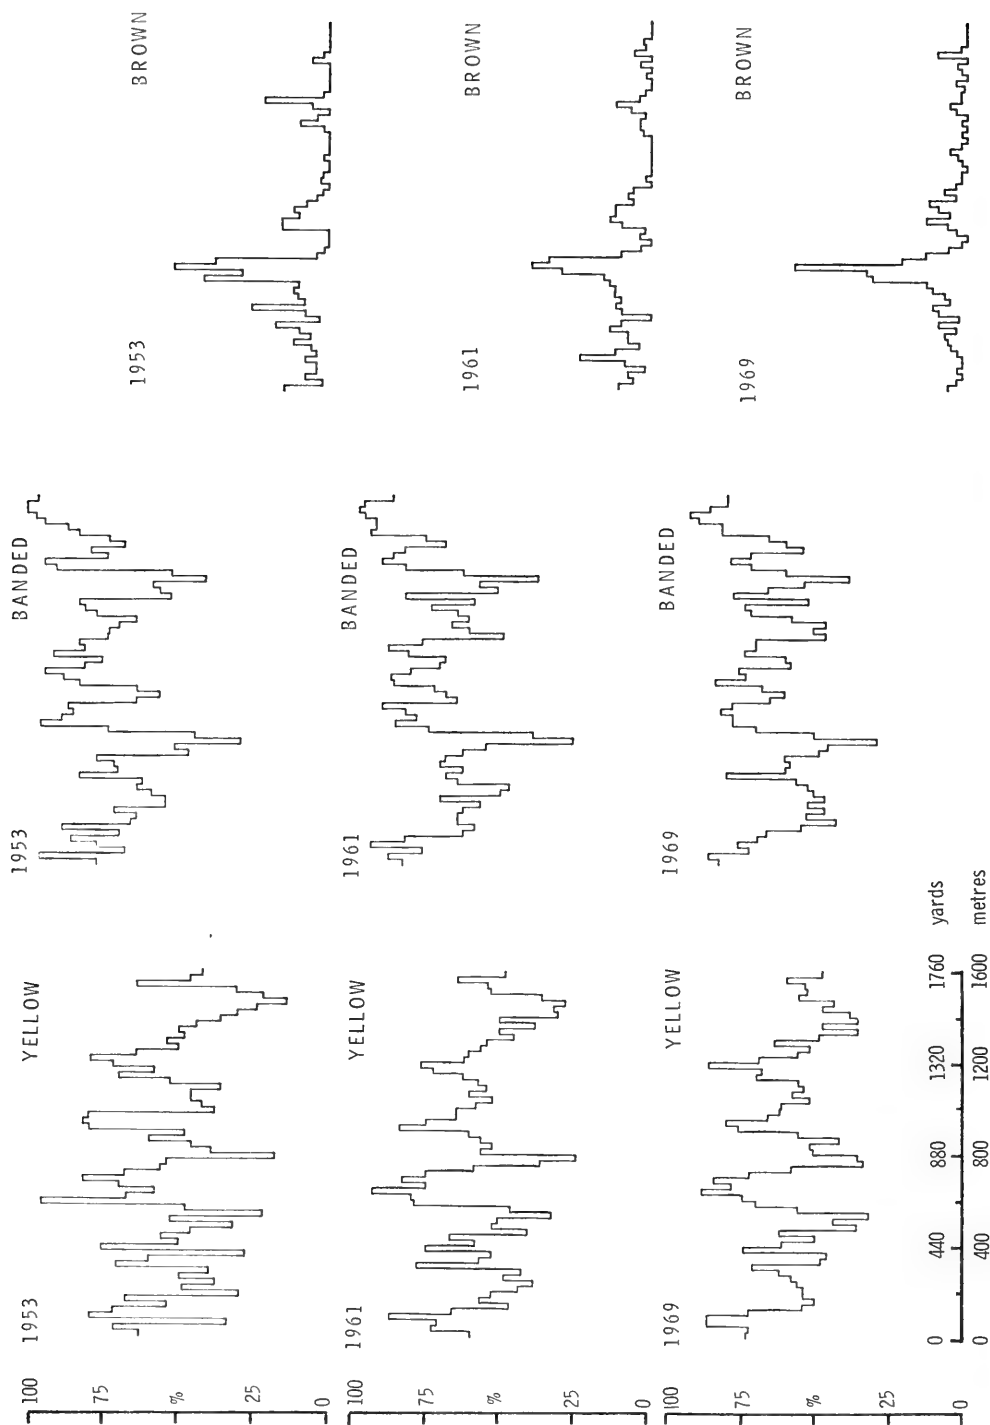 BROWN
1953
BROWN
1961
BROWN
1969
BANDED
1953
BANDED
1961
BANDED
1969
YELLOW
1953
YELLOW
1961
YELLOW
1969
100
75
%
25
0
100
75
%
25
0
100
75
%
25
0
0 440 880 1320 1760 yards
0 400 800 1200 1600 metres